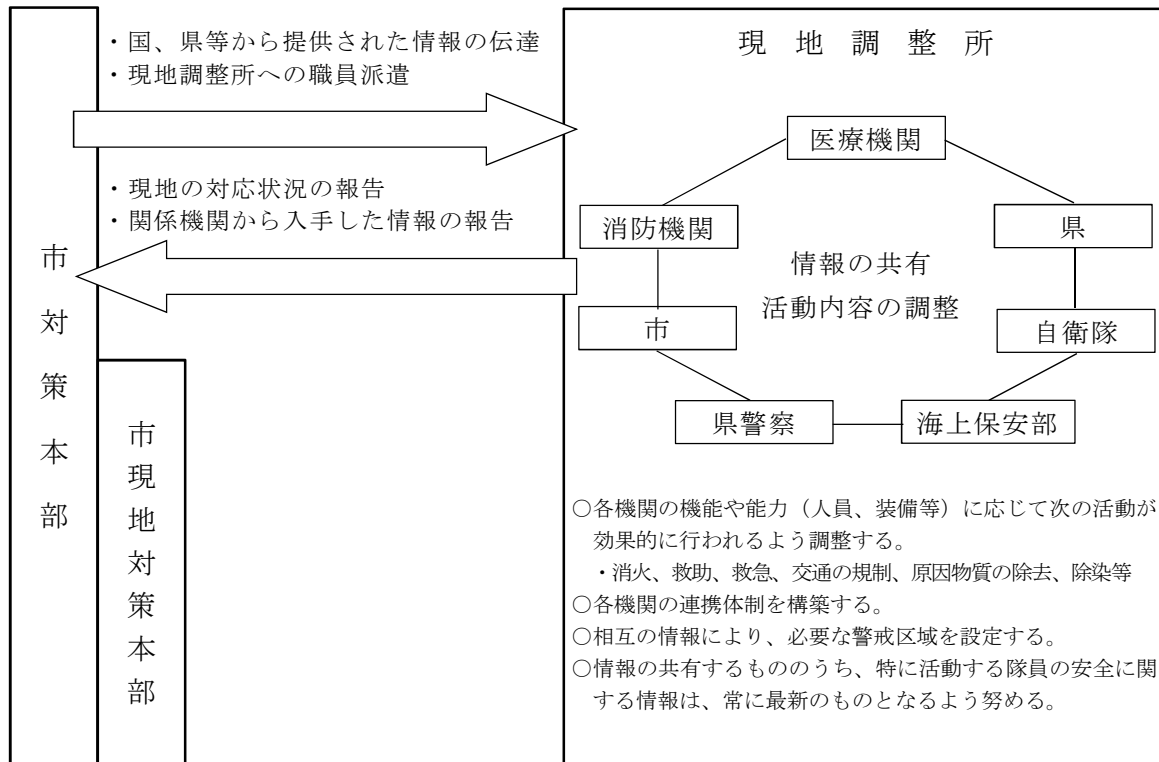 市対策本部
市現地対策本部
・国、県等から提供された情報の伝達
・現地調整所への職員派遣
・現地の対応状況の報告
・関係機関から入手した情報の報告
現地調整所
医療機関
消防機関
県
情報の共有
活動内容の調整
市
自衛隊
県警察
海上保安部
○各機関の機能や能力（人員、装備等）に応じて次の活動が
効果的に行われるよう調整する。
・消火、救助、救急、交通の規制、原因物質の除去、除染等
○各機関の連携体制を構築する。
○相互の情報により、必要な警戒区域を設定する。
○情報の共有するもののうち、特に活動する隊員の安全に関
する情報は、常に最新のものとなるよう努める。